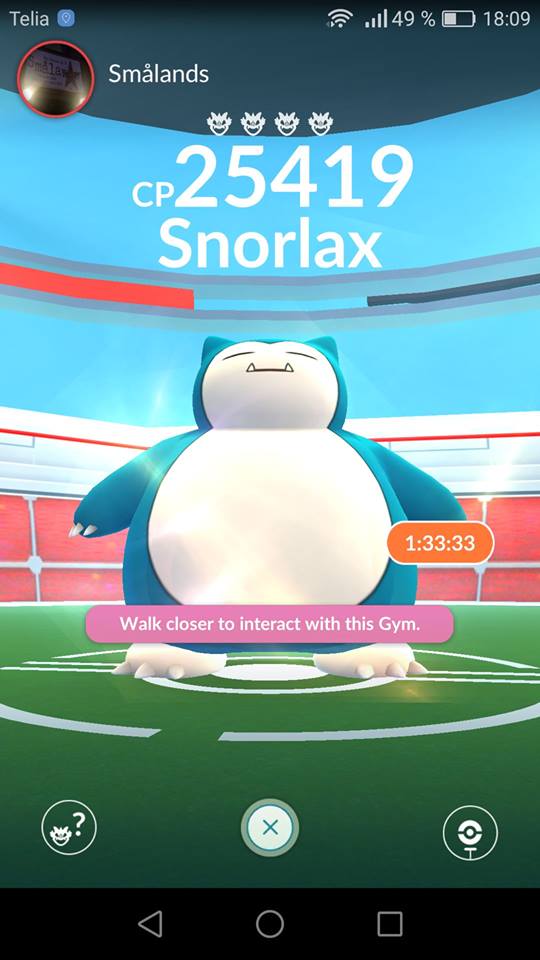 Telia 49 % 18:09
Smålands
CP25419
Snorlax
1:33:33
Walk closer to interact with this Gym.
?